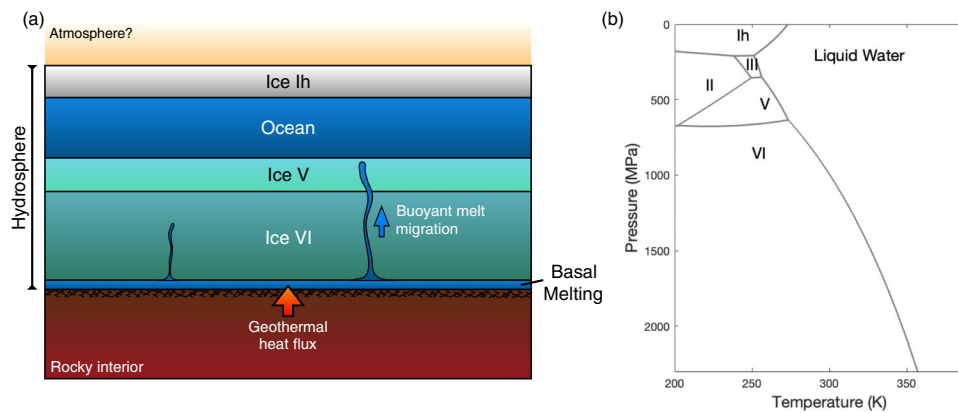 (a)
Atmosphere?
Hydrosphere
Ice Ih
Ocean
Ice V
Buoyant melt
migration
Ice VI
Basal
Melting
Geothermal
heat flux
Rocky interior
(b)
Ih
Liquid Water
III
II
V
VI
Pressure (MPa)
0
500
1000
1500
2000
200
250
300
350
Temperature (K)